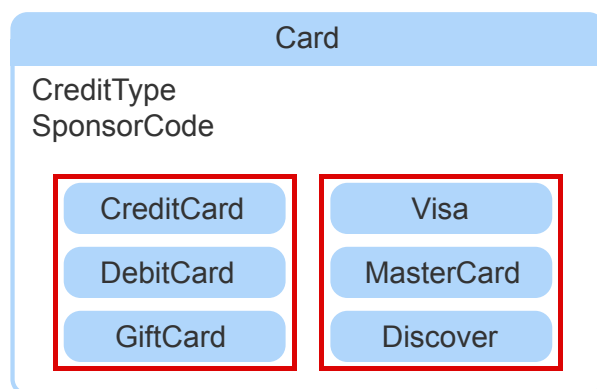 Card
CreditType
SponsorCode
CreditCard
DebitCard
GiftCard
Visa
MasterCard
Discover